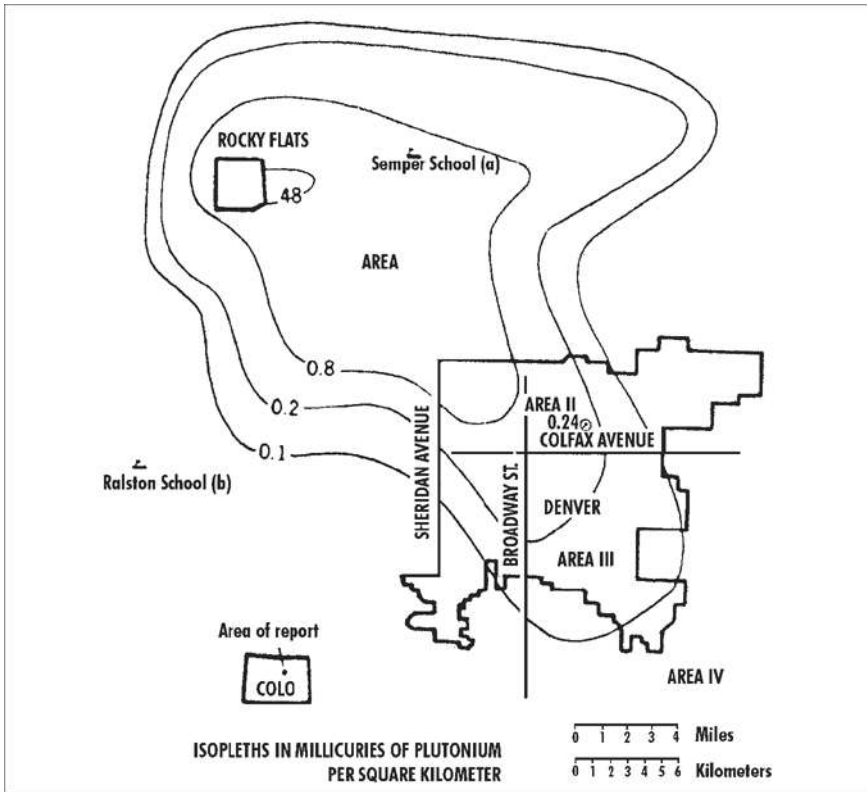 ROCKY FLATS
Semper School (a)
48
AREA
0.8
0.2
0.1
AREA II
0.24
COLFAX AVENUE
SHERIDAN AVENUE
BROADWAY ST.
Ralston School (b)
DENVER
AREA III
Area of report
COLO
AREA IV
ISOPLETHS IN MILLICURIES OF PLUTONIUM
PER SQUARE KILOMETER
0 1 2 3 4 Miles
0 1 2 3 4 5 6 Kilometers